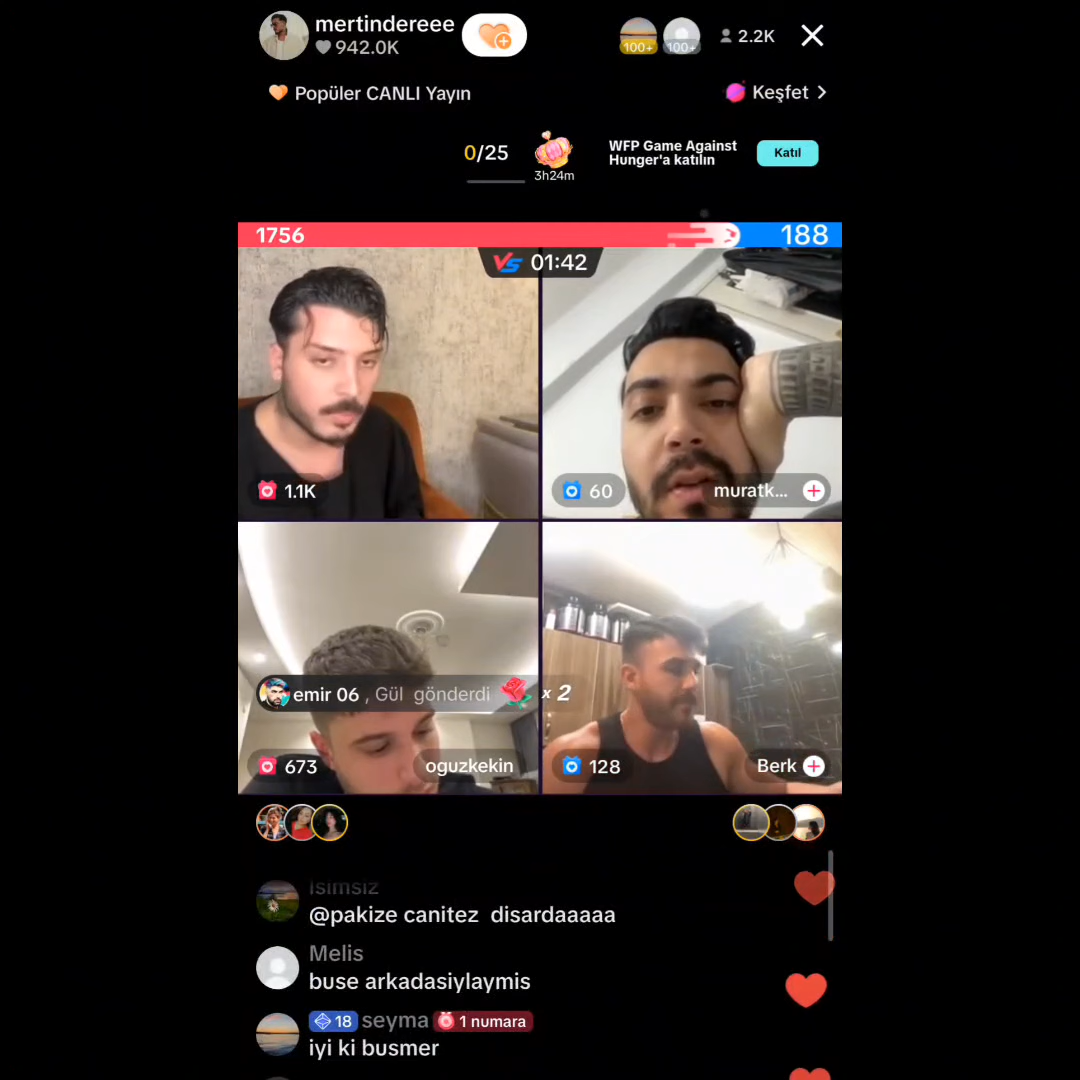 mertindereee
942.0K
100+
100+
2.2K
Popüler CANLI Yayın
Keşfet
0/25
3h24m
WFP Game Against
Hunger'a katılın
Katıl
1756
188
VS 01:42
1.1K
60
muratk...
emir 06 , Gül gönderdi
x 2
673
oguzkekin
128
Berk
isimsiz
@pakize canitez disardaaaaa
Melis
buse arkadasiylaymis
18 seyma 1 numara
iyi ki busmer